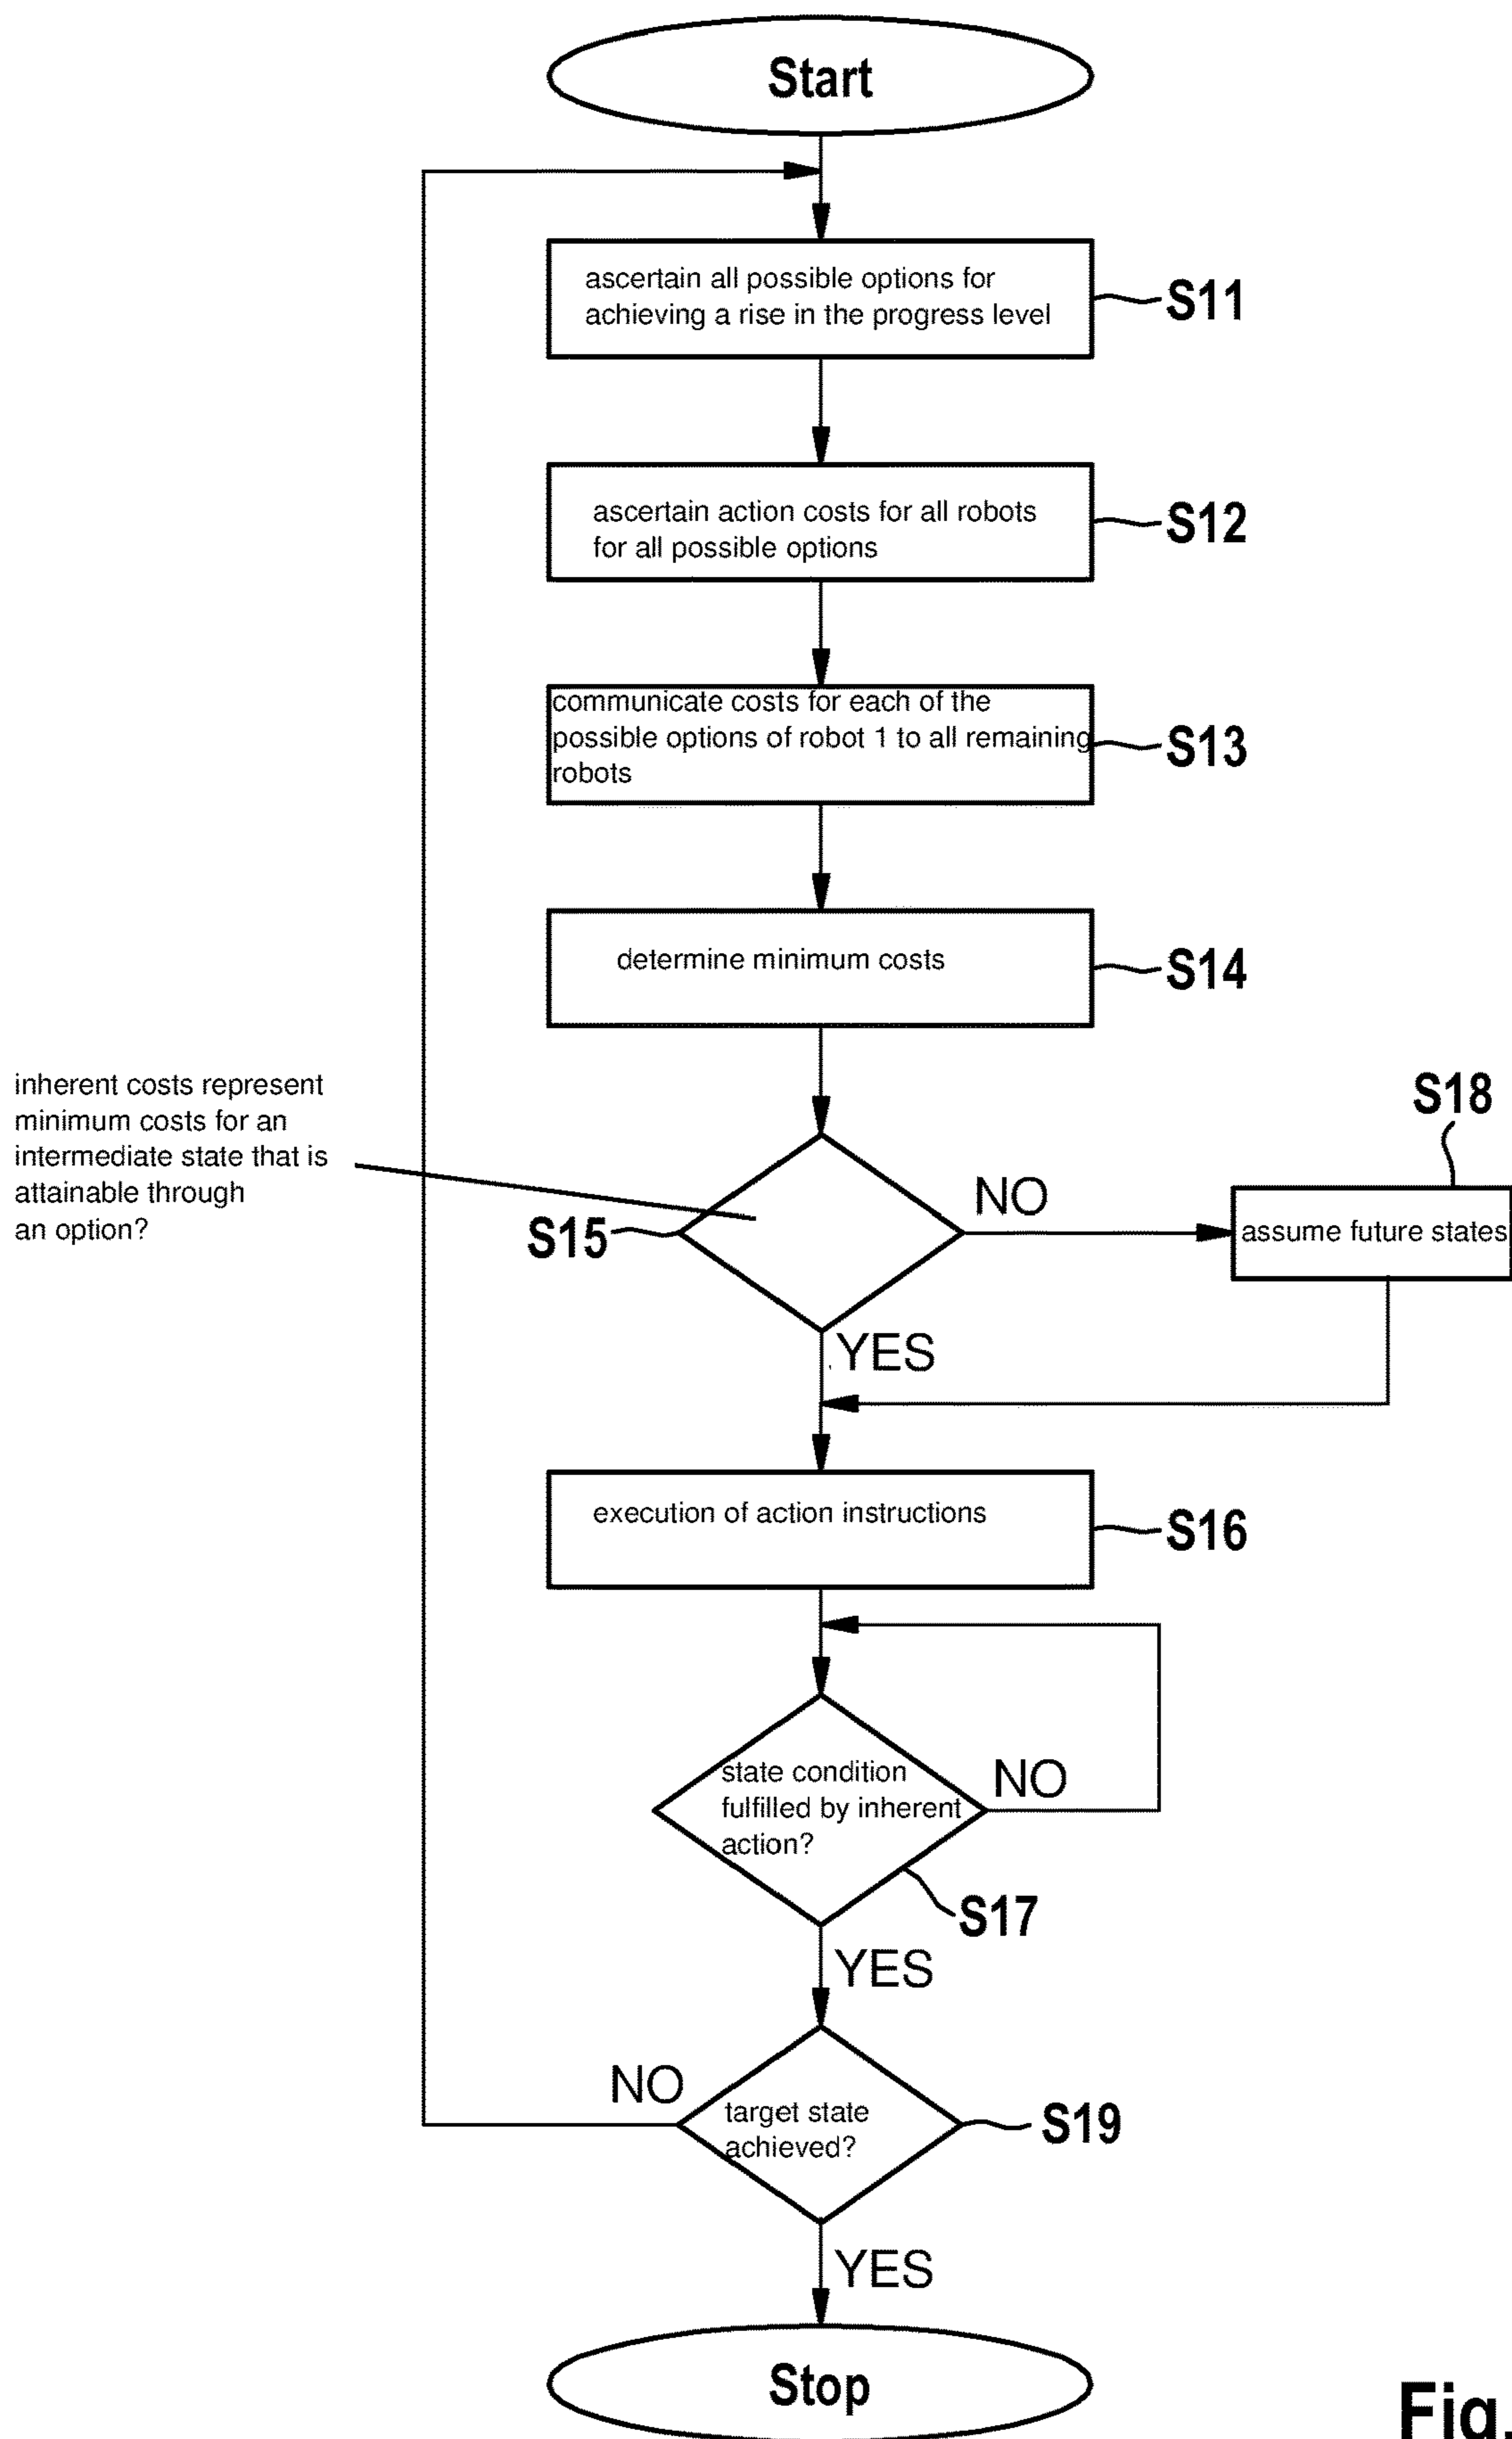 Start
ascertain all possible options for
achieving a rise in the progress level
S11
ascertain action costs for all robots
for all possible options
S12
communicate costs for each of the
possible options of robot 1 to all remaining
robots
S13
determine minimum costs
S14
inherent costs represent
minimum costs for an
intermediate state that is
attainable through
an option?
S15
NO
S18
assume future states
YES
execution of action instructions
S16
state condition
fulfilled by inherent
action?
NO
S17
YES
NO
target state
achieved?
S19
YES
Stop
Fig.